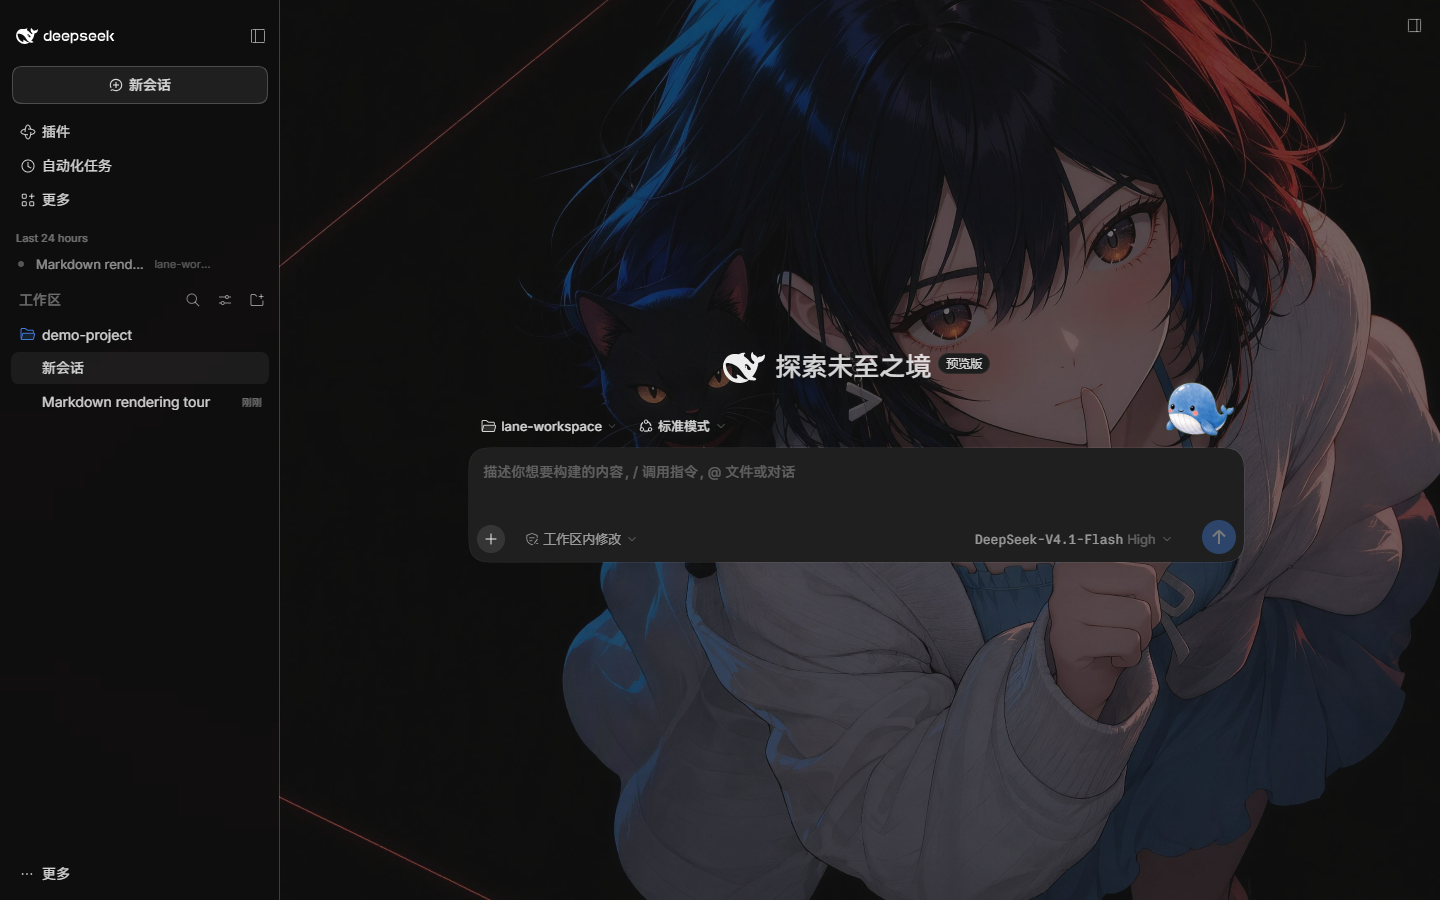 deepseek
新会话
插件
自动化任务
更多
Last 24 hours
Markdown rend... lane-wor...
工作区
demo-project
新会话
Markdown rendering tour 刚刚
更多
探索未至之境 预览版
lane-workspace 标准模式
描述你想要构建的内容, / 调用指令, @ 文件或对话
工作区内修改 DeepSeek-V4.1-Flash High